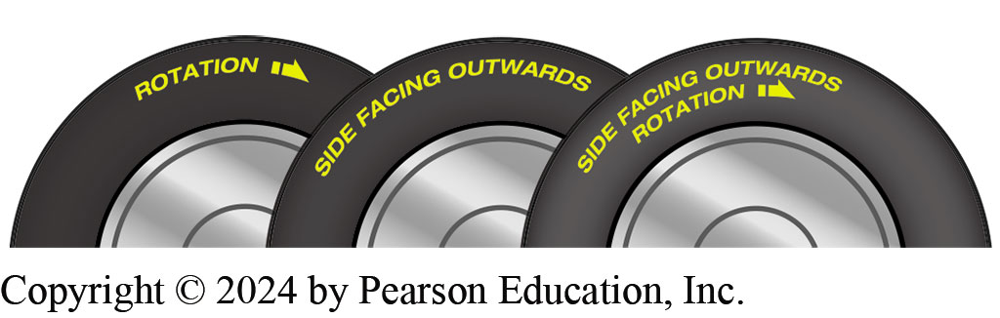 ROTATION
SIDE FACING OUTWARDS
SIDE FACING OUTWARDS
ROTATION
Copyright © 2024 by Pearson Education, Inc.